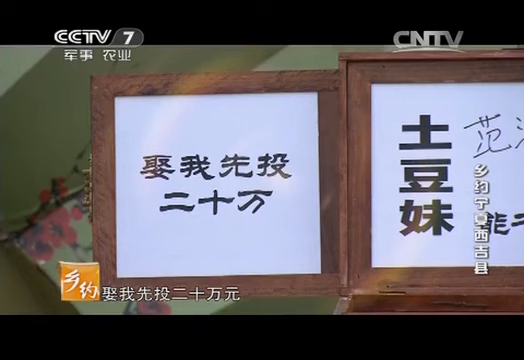 CCTV 7
军事 农业
CNTV
娶我先投
二十万
土豆妹
范
能
乡约宁夏西吉县
乡约
娶我先投二十万元